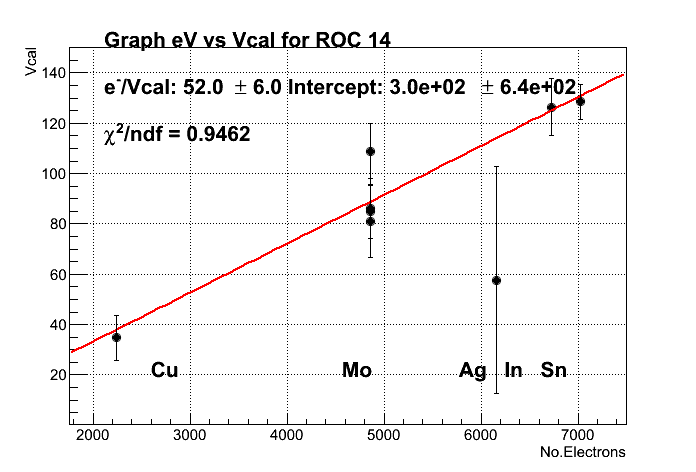 Graph eV vs Vcal for ROC 14
Vcal
e-/Vcal: 52.0 ± 6.0 Intercept: 3.0e+02 ± 6.4e+02
χ²/ndf = 0.9462
140
120
100
80
60
40
20
Cu Mo Ag In Sn
2000 3000 4000 5000 6000 7000
No.Electrons